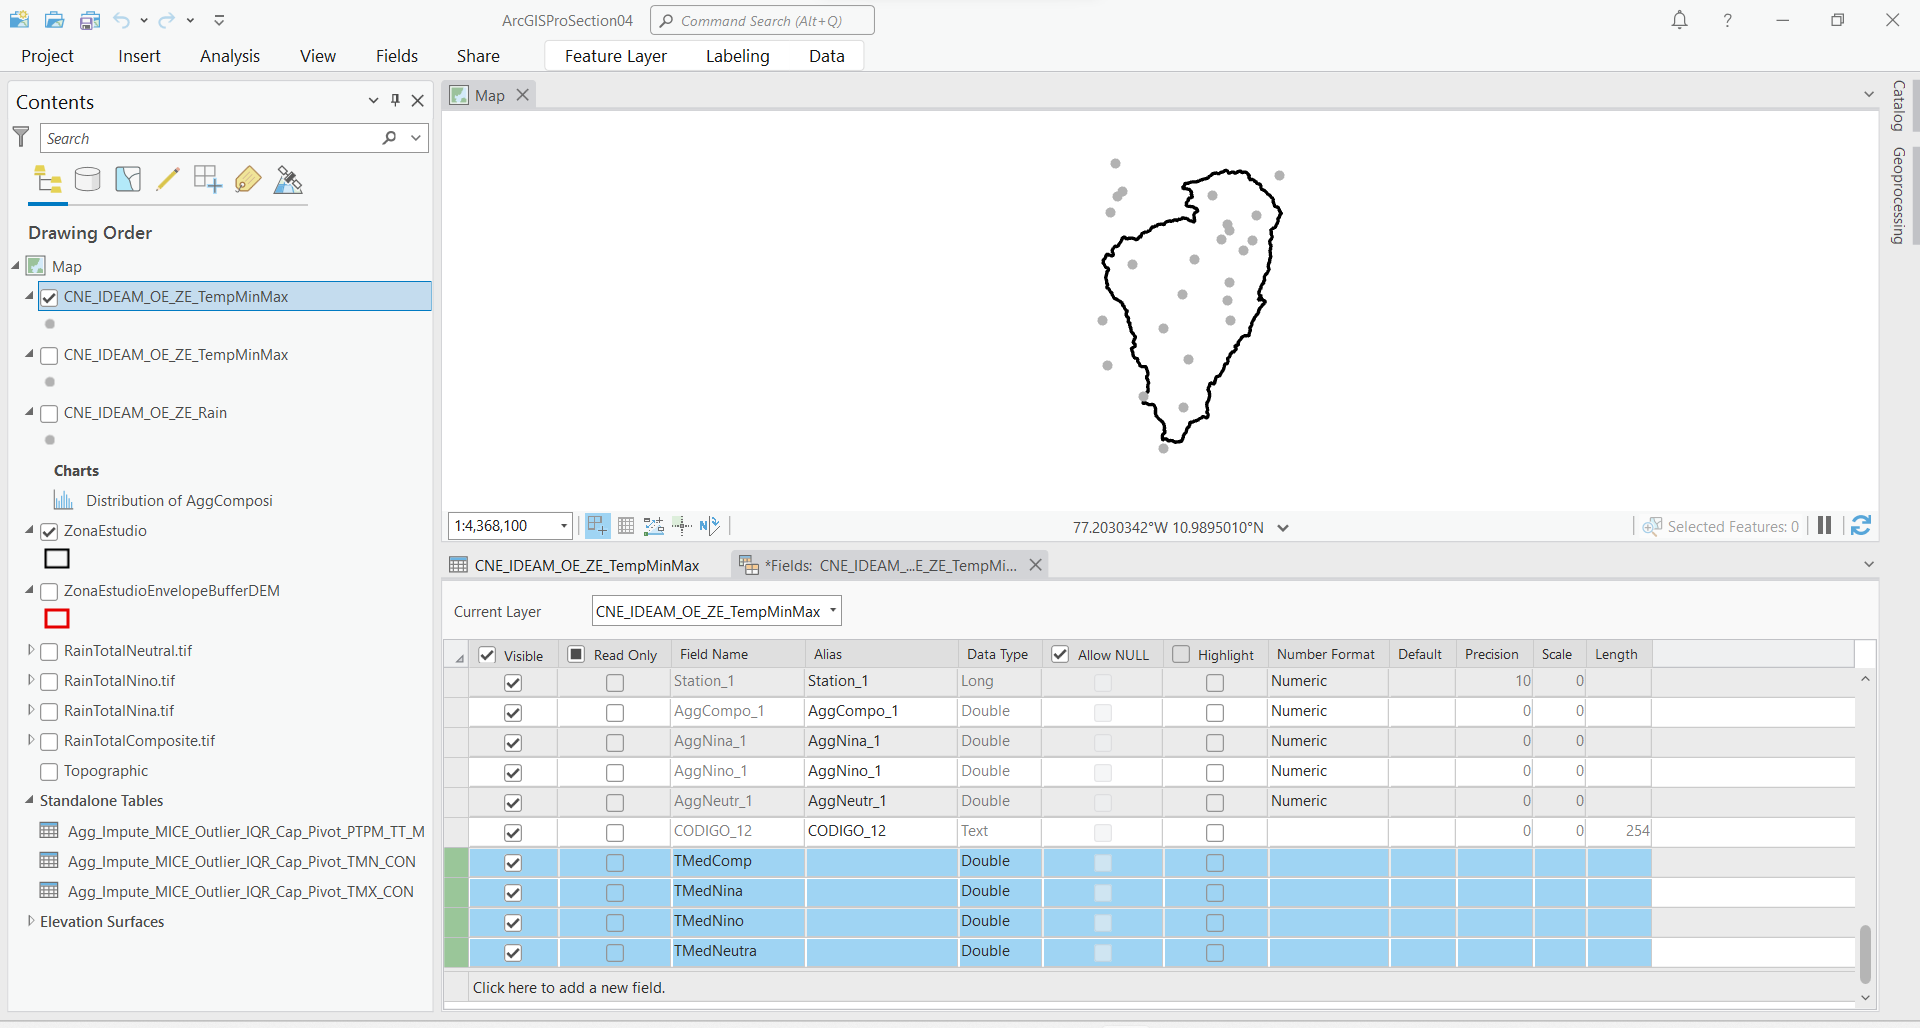 ArcGISProSection04
Command Search (Alt+Q)
?
Project Insert Analysis View Fields Share Feature Layer Labeling Data
Contents
Search
Drawing Order
Map
CNE_IDEAM_OE_ZE_TempMinMax
CNE_IDEAM_OE_ZE_TempMinMax
CNE_IDEAM_OE_ZE_Rain
Charts
Distribution of AggComposi
ZonaEstudio
ZonaEstudioEnvelopeBufferDEM
RainTotalNeutral.tif
RainTotalNino.tif
RainTotalNina.tif
RainTotalComposite.tif
Topographic
Standalone Tables
Agg_Impute_MICE_Outlier_IQR_Cap_Pivot_PTPM_TT_M
Agg_Impute_MICE_Outlier_IQR_Cap_Pivot_TMN_CON
Agg_Impute_MICE_Outlier_IQR_Cap_Pivot_TMX_CON
Elevation Surfaces
Map
Catalog
Geoprocessing
1:4,368,100
N
77.2030342°W 10.9895010°N
Selected Features: 0
CNE_IDEAM_OE_ZE_TempMinMax
*Fields: CNE_IDEAM_...E_ZE_TempMi...
Current Layer CNE_IDEAM_OE_ZE_TempMinMax
Visible Read Only Field Name Alias Data Type Allow NULL Highlight Number Format Default Precision Scale Length
Station_1 Station_1 Long Numeric 10 0
AggCompo_1 AggCompo_1 Double Numeric 0 0
AggNina_1 AggNina_1 Double Numeric 0 0
AggNino_1 AggNino_1 Double Numeric 0 0
AggNeutr_1 AggNeutr_1 Double Numeric 0 0
CODIGO_12 CODIGO_12 Text 0 0 254
TMedComp Double
TMedNina Double
TMedNino Double
TMedNeutra Double
Click here to add a new field.